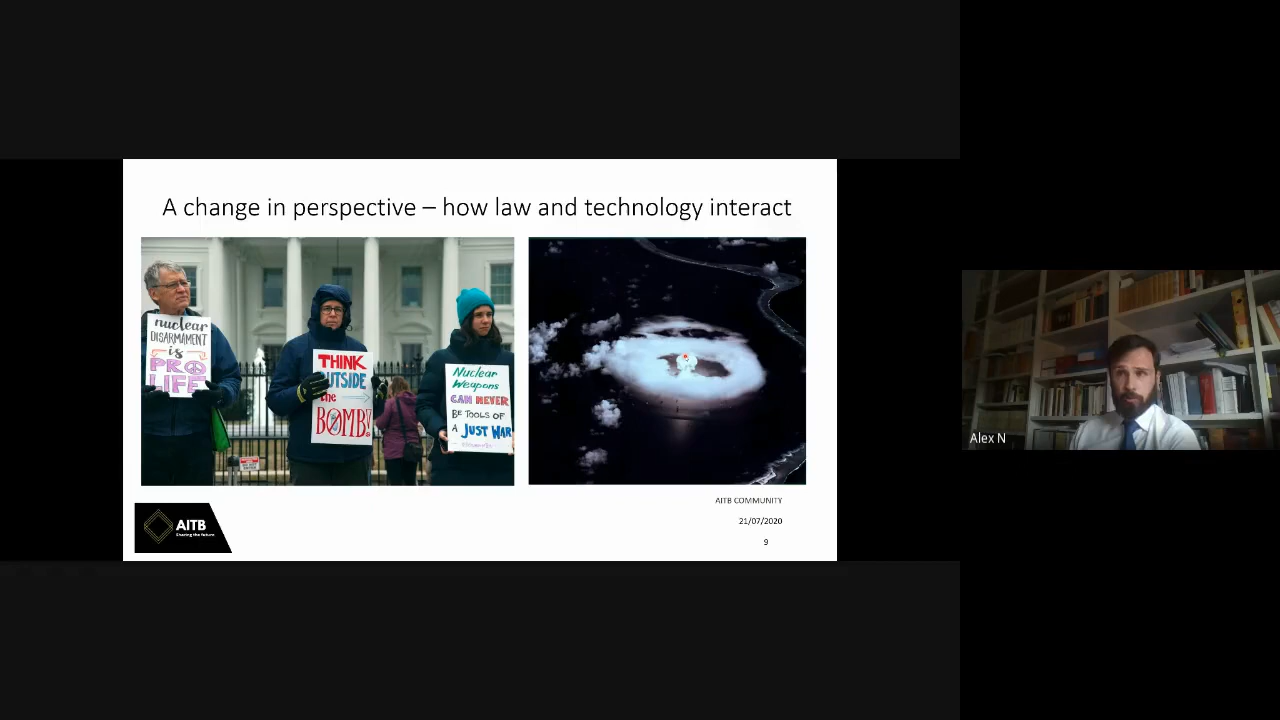 A change in perspective – how law and technology interact
nuclear
DISARMAMENT
is
PRO
LIFE
THINK
OUTSIDE
the
BOMB!
Nuclear
Weapons
CAN NEVER
BE TOOLS OF
A JUST WAR
AITB
Sharing the future
AITB COMMUNITY
21/07/2020
9
Alex N